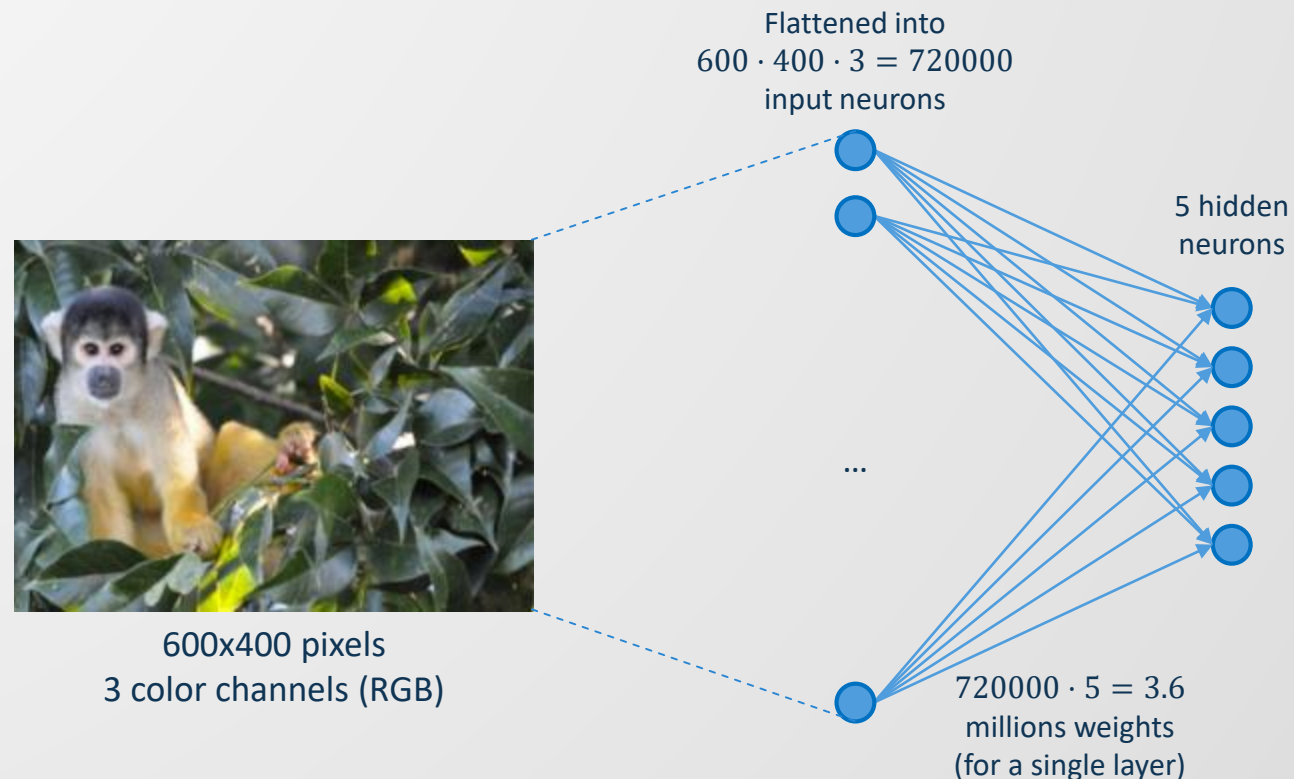 Flattened into
600 · 400 · 3 = 720000
input neurons
5 hidden
neurons
...
600x400 pixels
3 color channels (RGB)
720000 · 5 = 3.6
millions weights
(for a single layer)